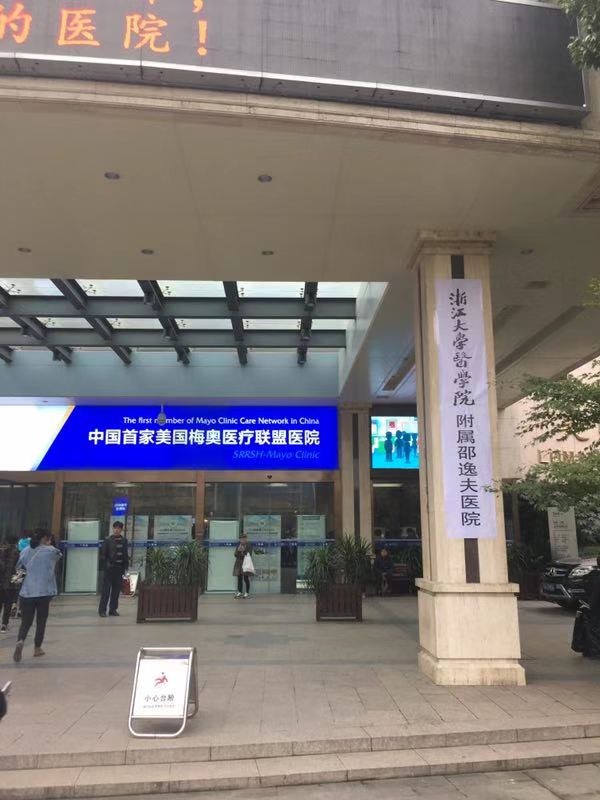 的医院!
The first member of Mayo Clinic Care Network in China
中国首家美国梅奥医疗联盟医院
SRRSH-Mayo Clinic
浙江大学醫学院
附属邵逸夫医院
小心台阶